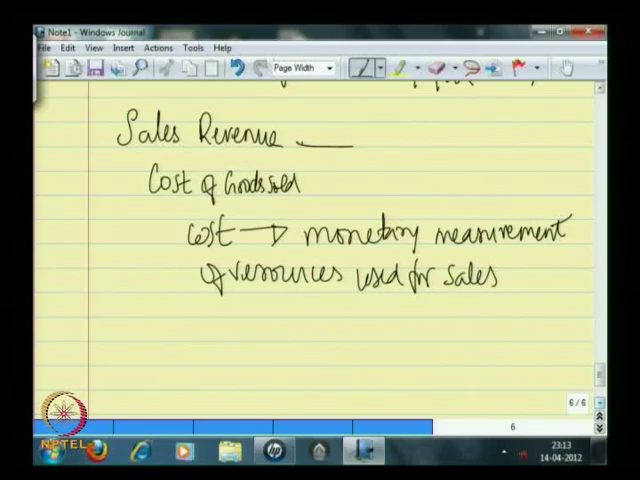 Note1 - Windows Journal
File Edit View Insert Actions Tools Help
Page Width
Sales Revenue
Cost of Goods sold
cost → monetary measurement
of resources used for sales
6/6
6
NPTEL
hp
23:13
14-04-2012